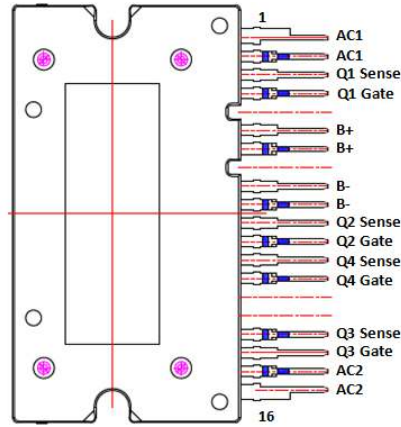 1
AC1
AC1
Q1 Sense
Q1 Gate
B+
B+
B-
B-
Q2 Sense
Q2 Gate
Q4 Sense
Q4 Gate
Q3 Sense
Q3 Gate
AC2
AC2
16